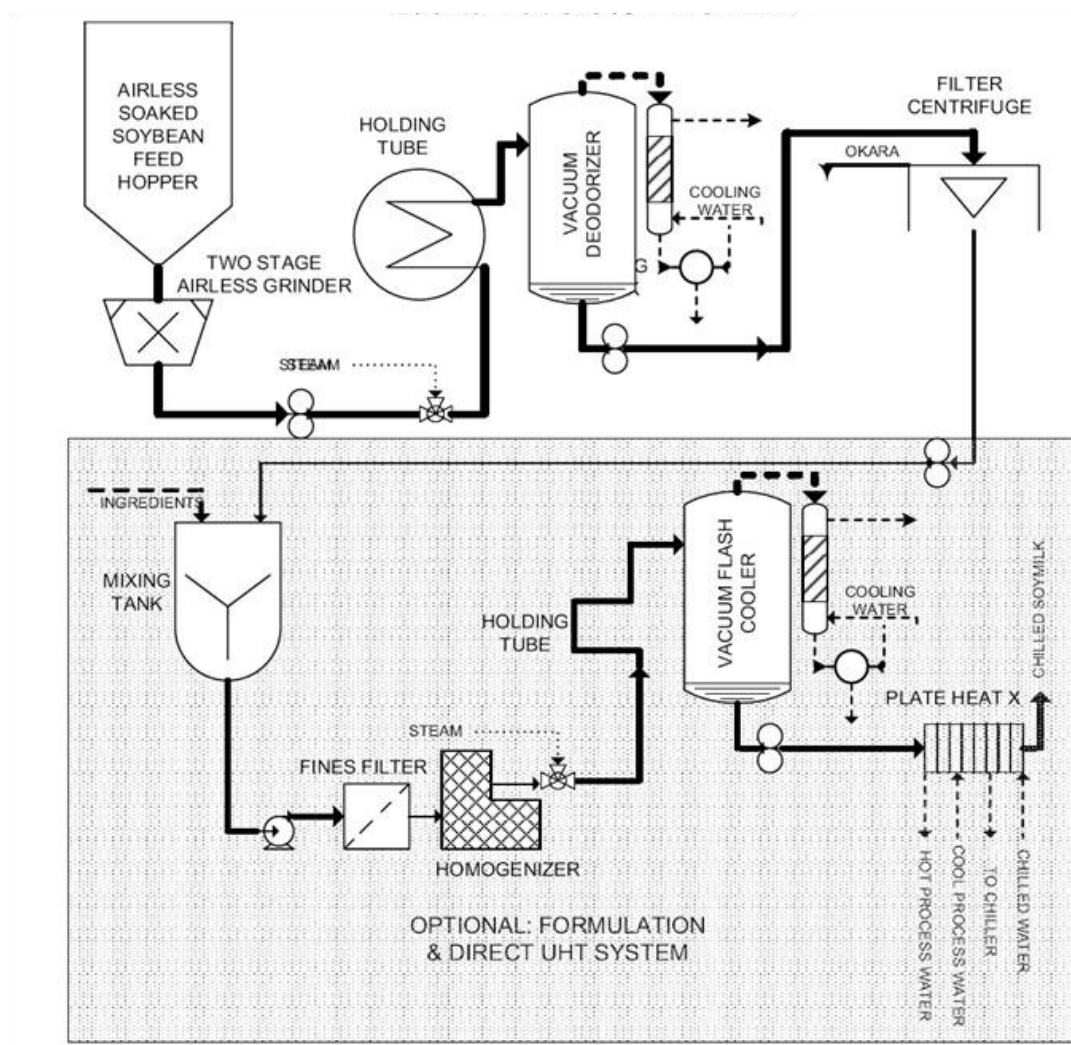 AIRLESS
SOAKED
SOYBEAN
FEED
HOPPER
TWO STAGE
AIRLESS GRINDER
STEAM
HOLDING
TUBE
VACUUM
DEODORIZER
COOLING
WATER
G
FILTER
CENTRIFUGE
OKARA
INGREDIENTS
MIXING
TANK
FINES FILTER
HOMOGENIZER
STEAM
HOLDING
TUBE
VACUUM FLASH
COOLER
COOLING
WATER
PLATE HEAT X
CHILLED SOYMILK
HOT PROCESS WATER
COOL PROCESS WATER
TO CHILLER
CHILLED WATER
OPTIONAL: FORMULATION
& DIRECT UHT SYSTEM